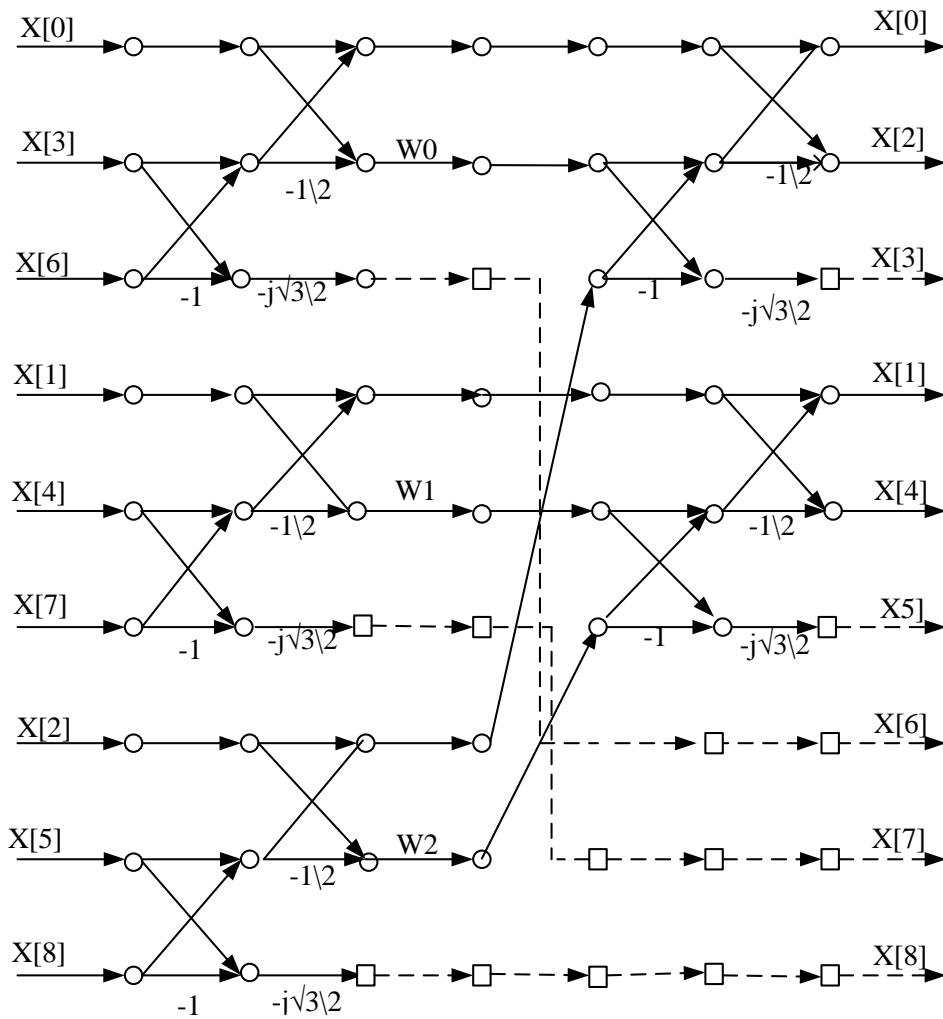 X[0] X[0]
X[3] W0 X[2]
-1\2 -1\2
X[6] X[3]
-1 -j√3\2 -1 -j√3\2
X[1] X[1]
X[4] W1 X[4]
-1\2 -1\2
X[7] X5]
-1 -j√3\2 -1 -j√3\2
X[2] X[6]
X[5] W2 X[7]
-1\2
X[8] X[8]
-1 -j√3\2